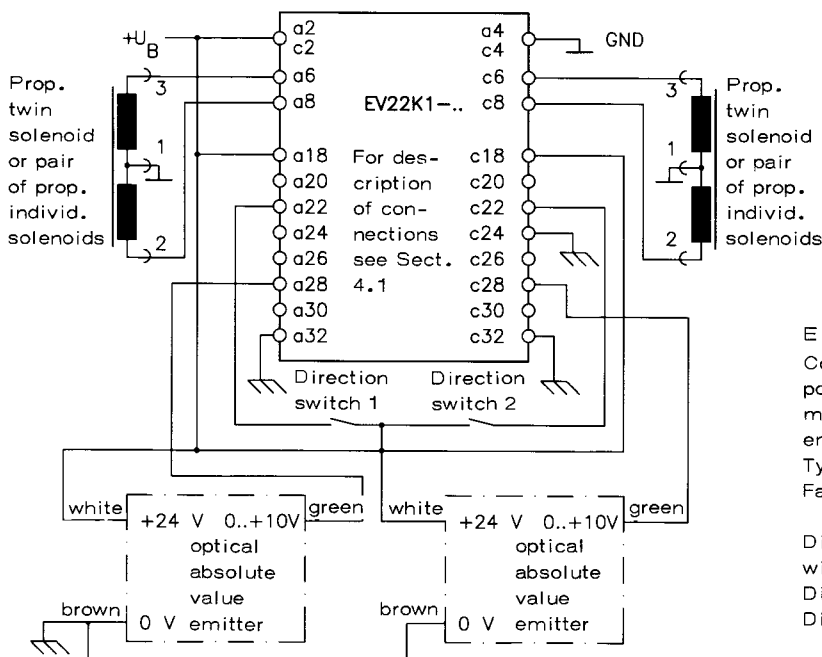 +U_B
a2
c2
a4
c4
GND
a6
c6
a8
EV22K1-..
c8
Prop.
twin
solenoid
or pair
of prop.
individ.
solenoids
3
1
2
3
1
2
Prop.
twin
solenoid
or pair
of prop.
individ.
solenoids
a18
c18
a20
c20
a22
c22
a24
c24
a26
c26
a28
c28
a30
c30
a32
c32
For des-
cription
of con-
nections
see Sect.
4.1
Direction
switch 1
Direction
switch 2
white
+24 V 0..+10V
green
optical
absolute
value
brown
0 V emitter
white
+24 V 0..+10V
green
optical
absolute
value
brown
0 V emitter
E
Co
po
m
en
Ty
Fa
Di
wi
Di
Di